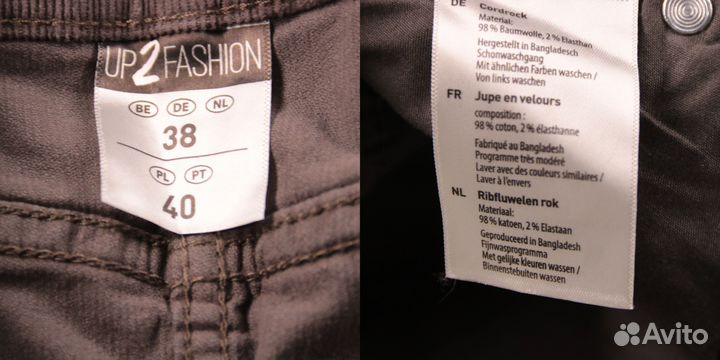 UP2FASHION
BE DE NL
38
PL PT
40
DE Cordrock
Material:
98% Baumwolle, 2% Elasthan
Hergestellt in Bangladesch
Schonwaschgang
Mit ähnlichen Farben waschen /
Von links waschen
FR Jupe en velours
composition :
98% coton, 2% élasthanne
Fabriqué au Bangladesh
Programme très modéré
Laver avec des couleurs similaires /
Laver à l'envers
NL Ribfluwelen rok
Materiaal:
98% katoen, 2% Elastaan
Geproduceerd in Bangladesh
Fijnwasprogramma
Met gelijke kleuren wassen /
Binnenstebuiten wassen
Avito